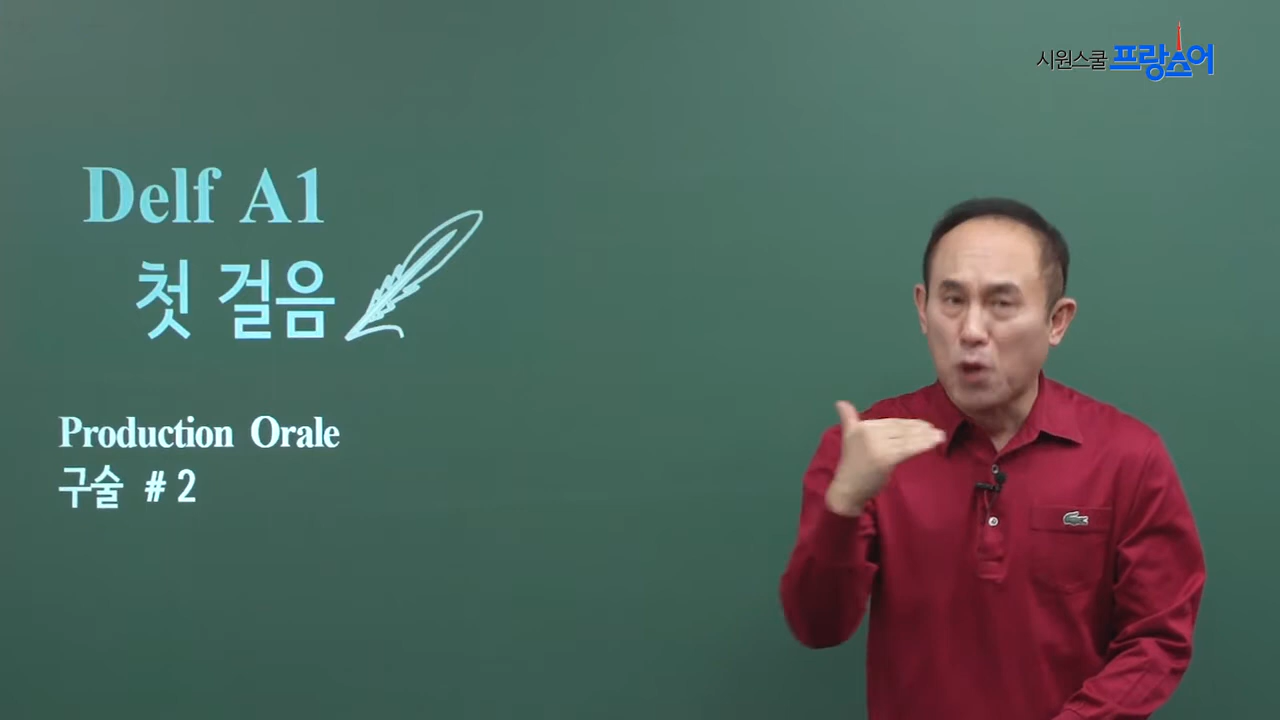 시원스쿨 프랑스어
Delf A1
첫 걸음
Production Orale
구술 # 2